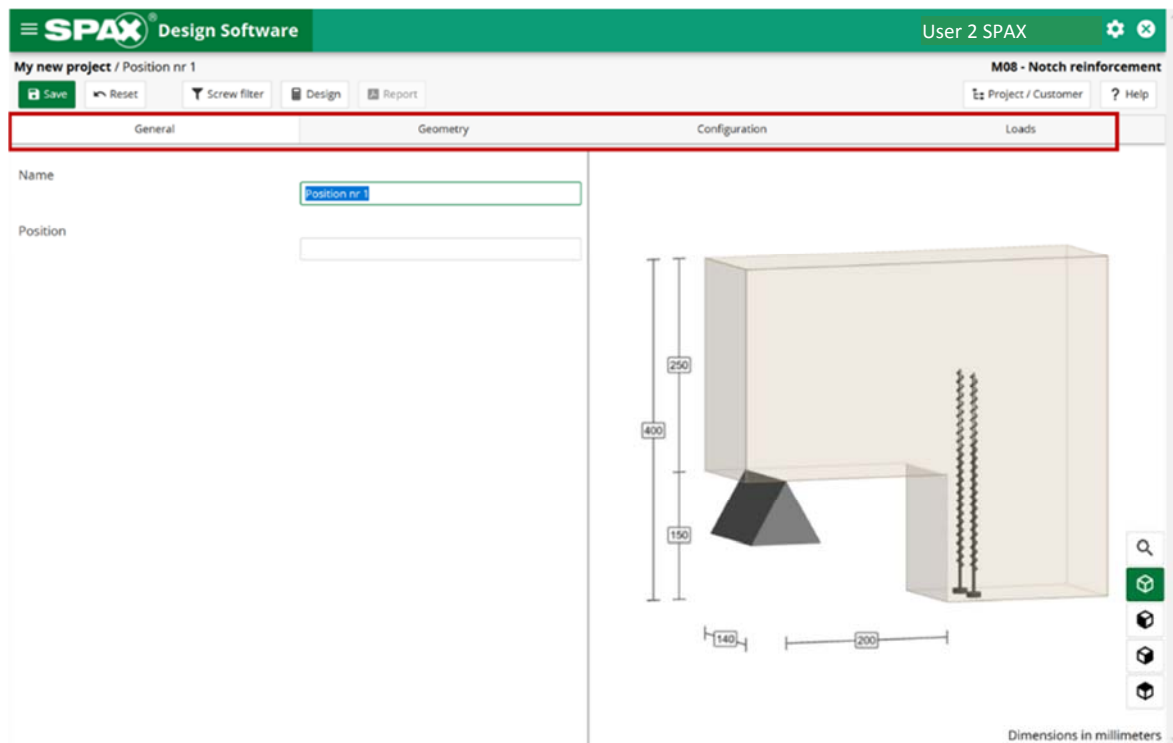 SPAX® Design Software User 2 SPAX
My new project / Position nr 1 M08 - Notch reinforcement
Save Reset Screw filter Design Report Project / Customer ? Help
General Geometry Configuration Loads
Name
Position nr 1
Position
250
400
150
140 200
Dimensions in millimeters